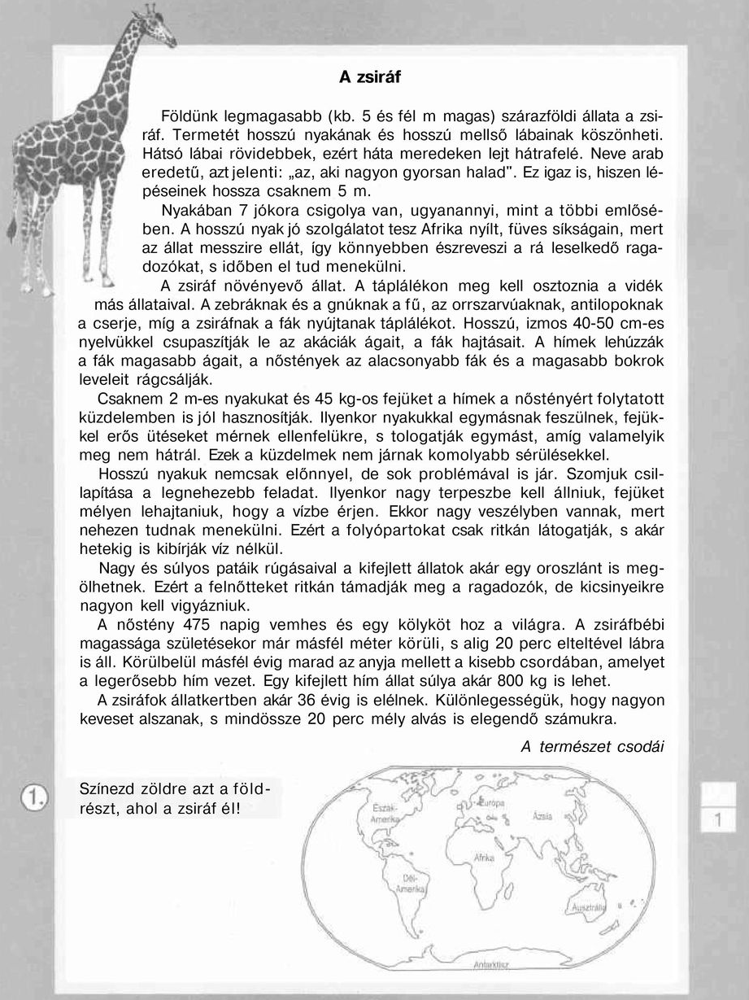 A zsiráf
Földünk legmagasabb (kb. 5 és fél m magas) szárazföldi állata a zsi-
ráf. Termetét hosszú nyakának és hosszú mellső lábainak köszönheti.
Hátsó lábai rövidebbek, ezért háta meredeken lejt hátrafelé. Neve arab
eredetű, azt jelenti: „az, aki nagyon gyorsan halad". Ez igaz is, hiszen lé-
péseinek hossza csaknem 5 m.
Nyakában 7 jókora csigolya van, ugyanannyi, mint a többi emlősé-
ben. A hosszú nyak jó szolgálatot tesz Afrika nyílt, füves síkságain, mert
az állat messzire ellát, így könnyebben észreveszi a rá leselkedő raga-
dozókat, s időben el tud menekülni.
A zsiráf növényevő állat. A táplálékon meg kell osztoznia a vidék
más állataival. A zebráknak és a gnúknak a fű, az orrszarvúaknak, antilopoknak
a cserje, míg a zsiráfnak a fák nyújtanak táplálékot. Hosszú, izmos 40-50 cm-es
nyelvükkel csupaszítják le az akáciák ágait, a fák hajtásait. A hímek lehúzzák
a fák magasabb ágait, a nőstények az alacsonyabb fák és a magasabb bokrok
leveleit rágcsálják.
Csaknem 2 m-es nyakukat és 45 kg-os fejüket a hímek a nőstényért folytatott
küzdelemben is jól hasznosítják. Ilyenkor nyakukkal egymásnak feszülnek, fejük-
kel erős ütéseket mérnek ellenfelükre, s tologatják egymást, amíg valamelyik
meg nem hátrál. Ezek a küzdelmek nem járnak komolyabb sérülésekkel.
Hosszú nyakuk nemcsak előnnyel, de sok problémával is jár. Szomjuk csil-
lapítása a legnehezebb feladat. Ilyenkor nagy terpeszbe kell állniuk, fejüket
mélyen lehajtaniuk, hogy a vízbe érjen. Ekkor nagy veszélyben vannak, mert
nehezen tudnak menekülni. Ezért a folyópartokat csak ritkán látogatják, s akár
hetekig is kibírják víz nélkül.
Nagy és súlyos patáik rúgásaival a kifejlett állatok akár egy oroszlánt is meg-
ölhetnek. Ezért a felnőtteket ritkán támadják meg a ragadozók, de kicsinyeikre
nagyon kell vigyázniuk.
A nőstény 475 napig vemhes és egy kölyköt hoz a világra. A zsiráfbébi
magassága születésekor már másfél méter körüli, s alig 20 perc elteltével lábra
is áll. Körülbelül másfél évig marad az anyja mellett a kisebb csordában, amelyet
a legerősebb hím vezet. Egy kifejlett hím állat súlya akár 800 kg is lehet.
A zsiráfok állatkertben akár 36 évig is elélnek. Különlegességük, hogy nagyon
keveset alszanak, s mindössze 20 perc mély alvás is elegendő számukra.
A természet csodái
1.
Színezd zöldre azt a föld-
részt, ahol a zsiráf él!
Észak-
Amerika
Európa
Ázsia
Afrika
Dél-
Amerika
Ausztrália
Antarktisz
1